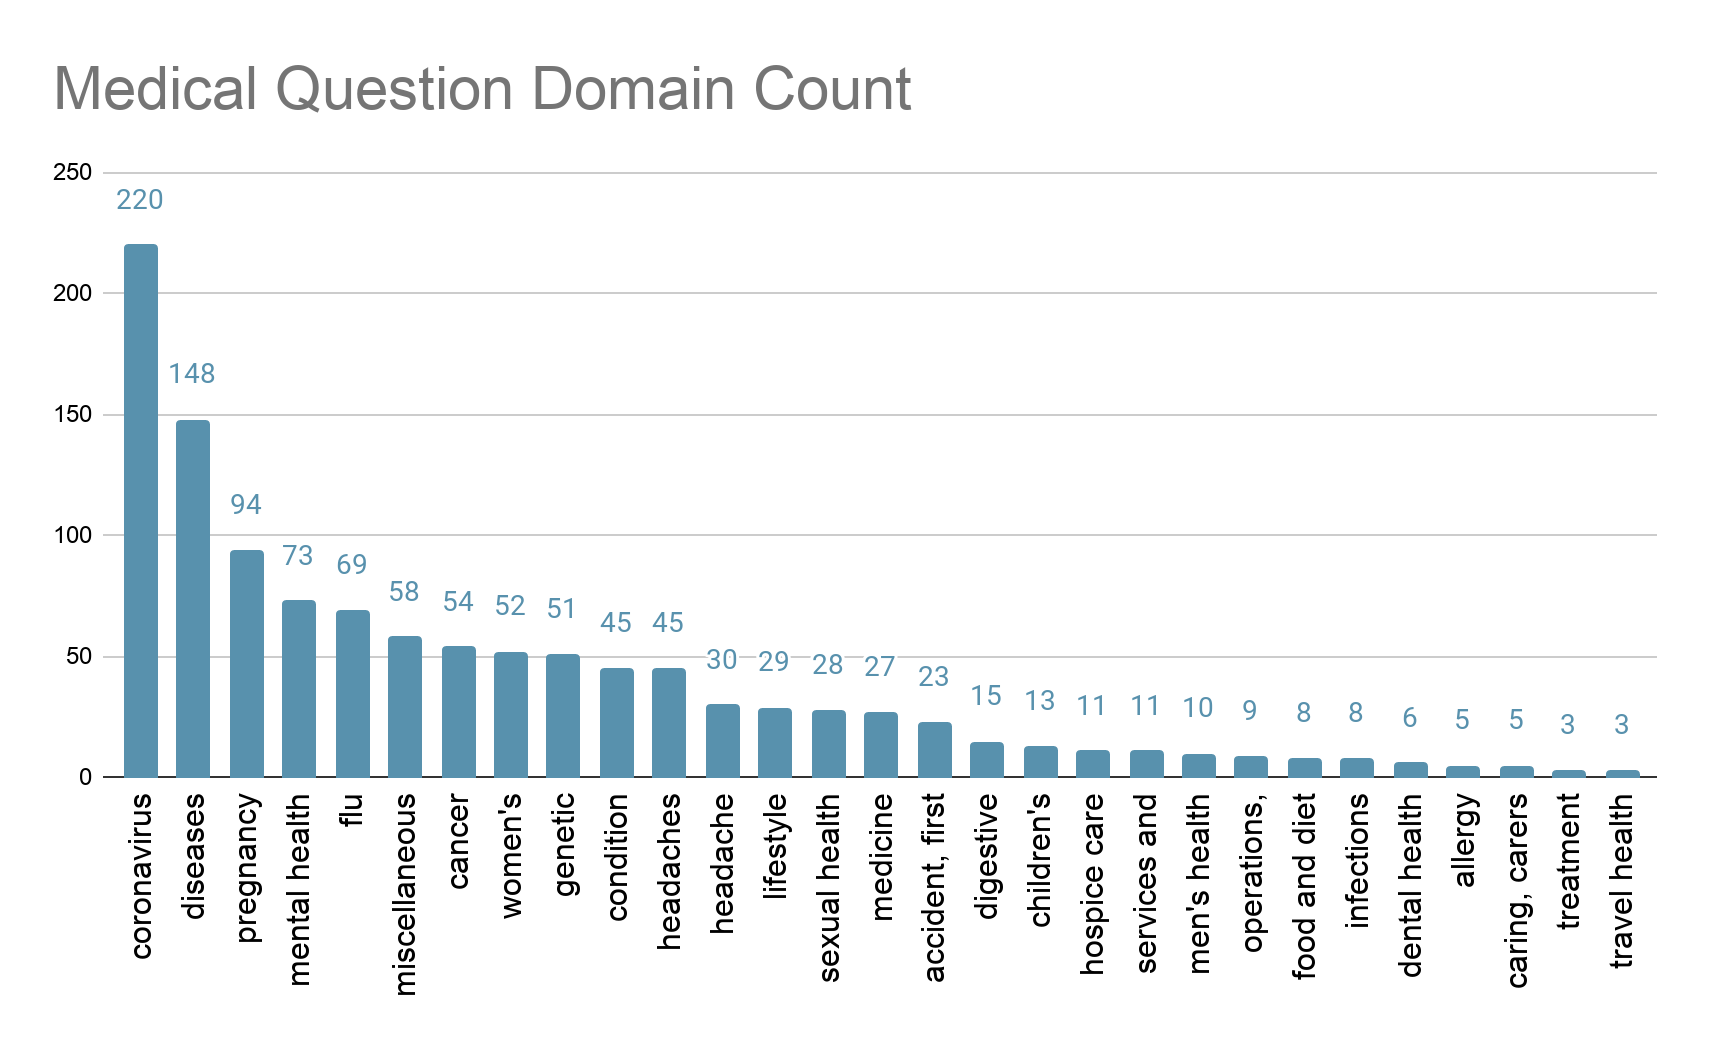 Medical Question Domain Count
250
200
150
100
50
0
220
148
94
73
69
58
54
52
51
45
45
30
29
28
27
23
15
13
11
11
10
9
8
8
6
5
5
3
3
coronavirus
diseases
pregnancy
mental health
flu
miscellaneous
cancer
women's
genetic
condition
headaches
headache
lifestyle
sexual health
medicine
accident, first
digestive
children's
hospice care
services and
men's health
operations,
food and diet
infections
dental health
allergy
caring, carers
treatment
travel health